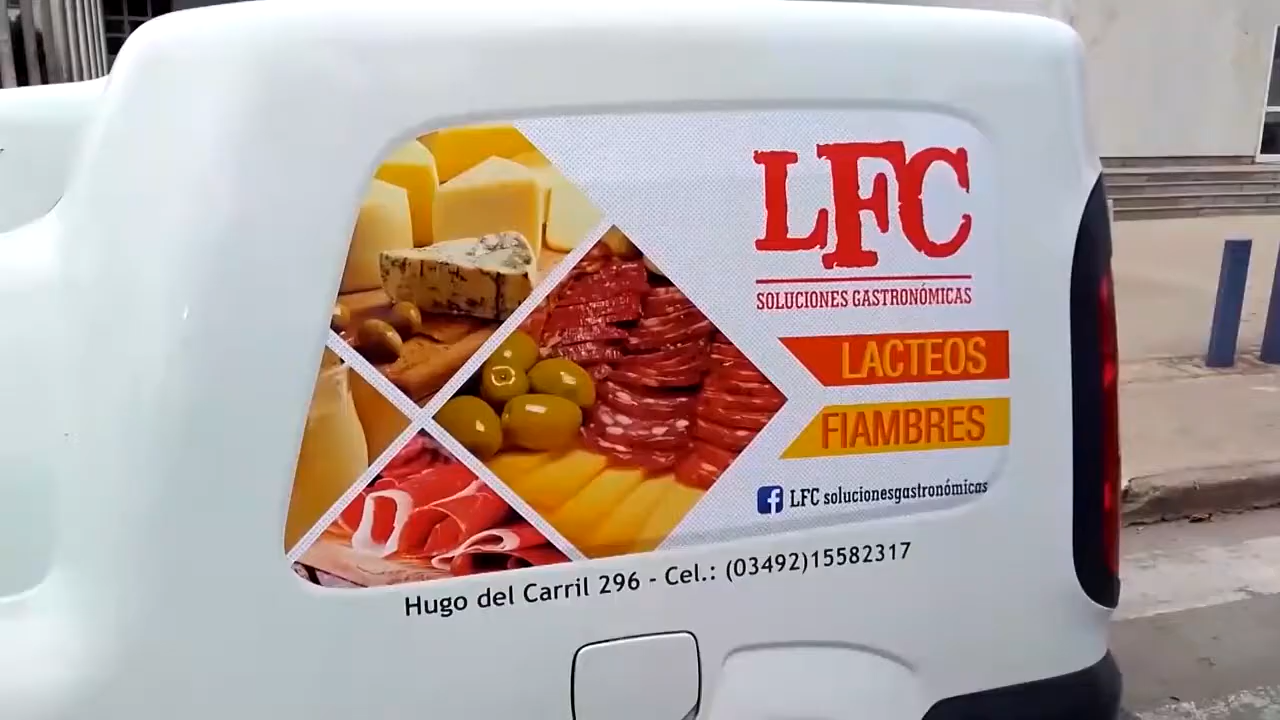 LFC
SOLUCIONES GASTRONÓMICAS
LACTEOS
FIAMBRES
LFC solucionesgastronómicas
Hugo del Carril 296 - Cel.: (03492)15582317